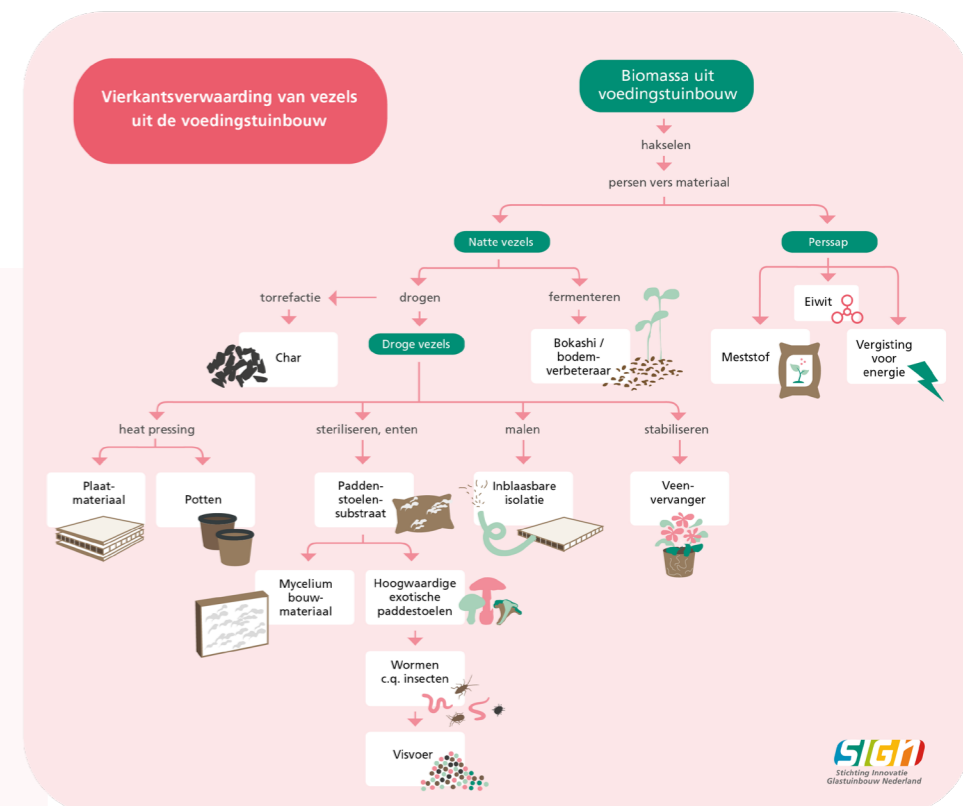 Vierkantsverwaarding van vezels
uit de voedingstuinbouw
Biomassa uit
voedingstuinbouw
hakselen
persen vers materiaal
Natte vezels
Perssap
torrefactie
drogen
fermenteren
Eiwit
Char
Droge vezels
Bokashi /
bodem-
verbeteraar
Meststof
Vergisting
voor
energie
heat pressing
steriliseren, enten
malen
stabiliseren
Plaat-
materiaal
Potten
Padden-
stoelen-
substraat
Inblaasbare
isolatie
Veen-
vervanger
Mycelium
bouw-
materiaal
Hoogwaardige
exotische
paddestoelen
Wormen
c.q. insecten
Visvoer
SIGN
Stichting Innovatie
Glastuinbouw Nederland